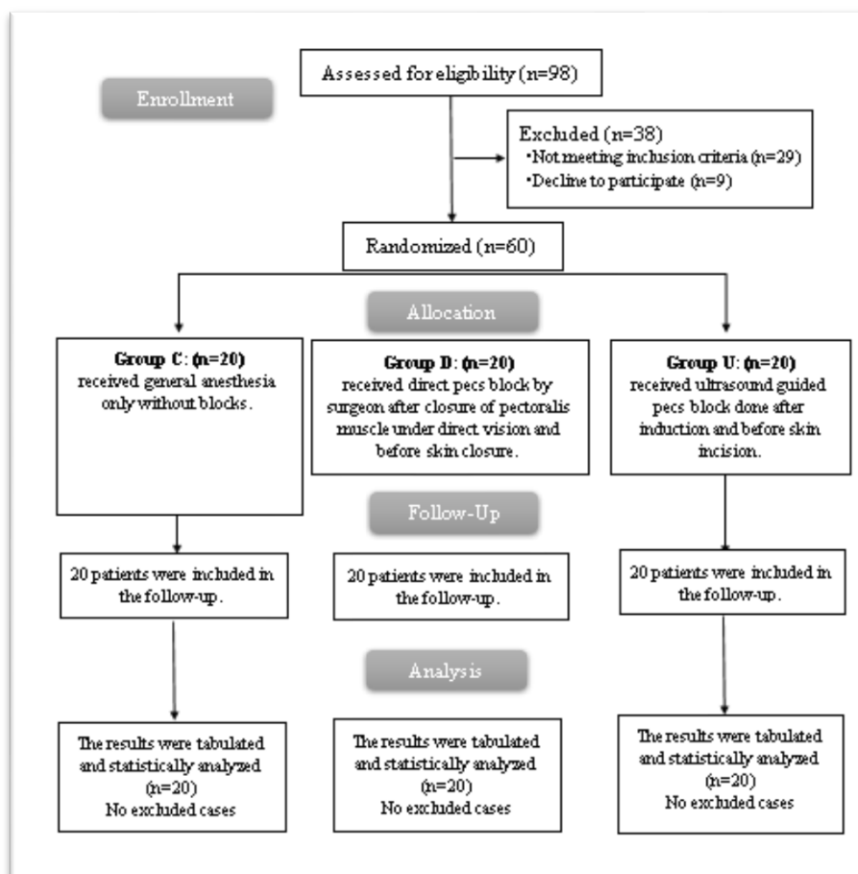 Assessed for eligibility (n=98)
Enrollment
Excluded (n=38)
•Not meeting inclusion criteria (n=29)
•Decline to participate (n=9)
Randomized (n=60)
Allocation
Group C: (n=20)
received general anesthesia
only without blocks.
Group D: (n=20)
received direct pecs block by
surgeon after closure of pectoralis
muscle under direct vision and
before skin closure.
Group U: (n=20)
received ultrasound guided
pecs block done after
induction and before skin
incision.
Follow-Up
20 patients were included in
the follow-up.
20 patients were included in
the follow-up.
20 patients were included in
the follow-up.
Analysis
The results were tabulated
and statistically analyzed
(n=20)
No excluded cases
The results were tabulated
and statistically analyzed
(n=20)
No excluded cases
The results were tabulated
and statistically analyzed
(n=20)
No excluded cases